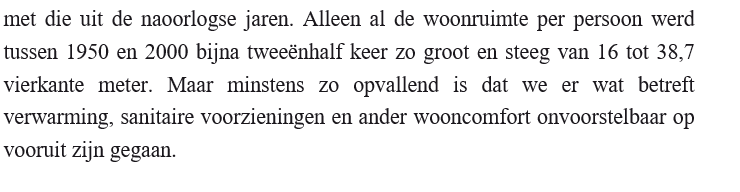 met die uit de naoorlogse jaren. Alleen al de woonruimte per persoon werd
tussen 1950 en 2000 bijna tweeënhalf keer zo groot en steeg van 16 tot 38,7
vierkante meter. Maar minstens zo opvallend is dat we er wat betreft
verwarming, sanitaire voorzieningen en ander wooncomfort onvoorstelbaar op
vooruit zijn gegaan.